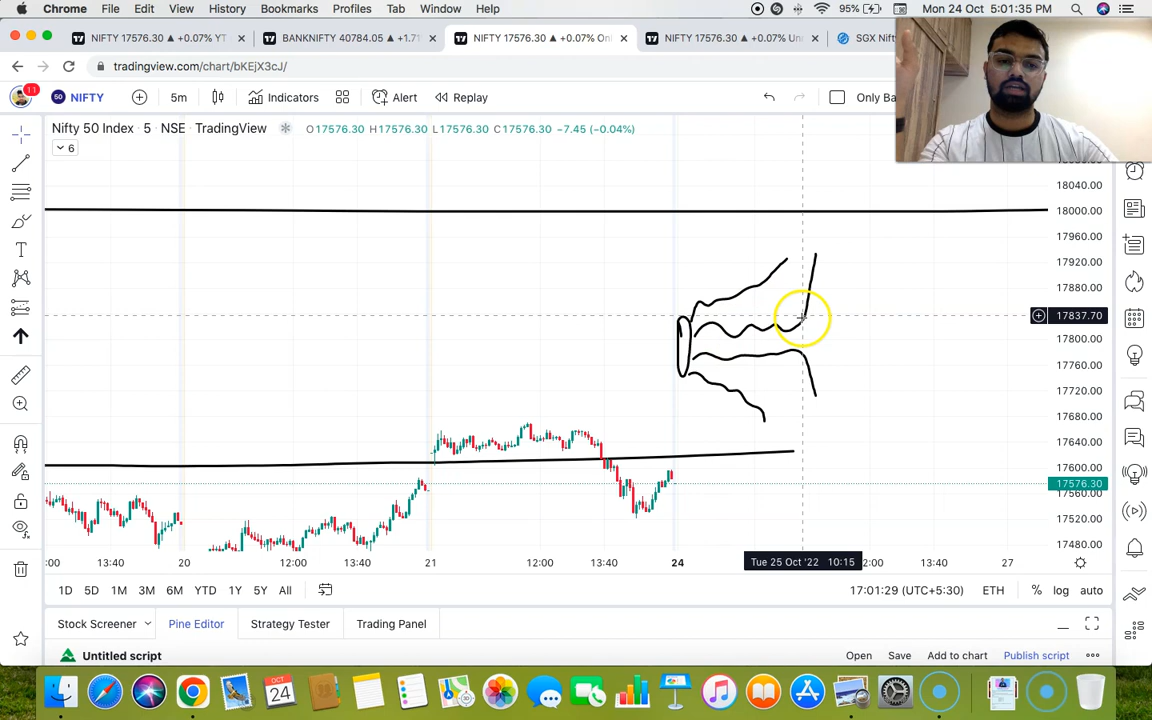 Chrome File Edit View History Bookmarks Profiles Tab Window Help 95% Mon 24 Oct 5:01:35 PM
NIFTY 17576.30 ▲ +0.07% YT BANKNIFTY 40784.05 ▲ +1.71 NIFTY 17576.30 ▲ +0.07% On NIFTY 17576.30 ▲ +0.07% Un SGX Nift
tradingview.com/chart/bKEjX3cJ/
11 50 NIFTY 5m Indicators Alert Replay Only Ba
Nifty 50 Index · 5 · NSE · TradingView O17576.30 H17576.30 L17576.30 C17576.30 −7.45 (−0.04%)
6
18040.00
18000.00
17960.00
17920.00
17880.00
17837.70
17800.00
17760.00
17720.00
17680.00
17640.00
17600.00
17576.30
17560.00
17520.00
17480.00
:00 13:40 20 12:00 13:40 21 12:00 13:40 24 Tue 25 Oct '22 10:15 2:00 13:40 27
1D 5D 1M 3M 6M YTD 1Y 5Y All 17:01:29 (UTC+5:30) ETH % log auto
Stock Screener Pine Editor Strategy Tester Trading Panel
Untitled script Open Save Add to chart Publish script
OCT
24